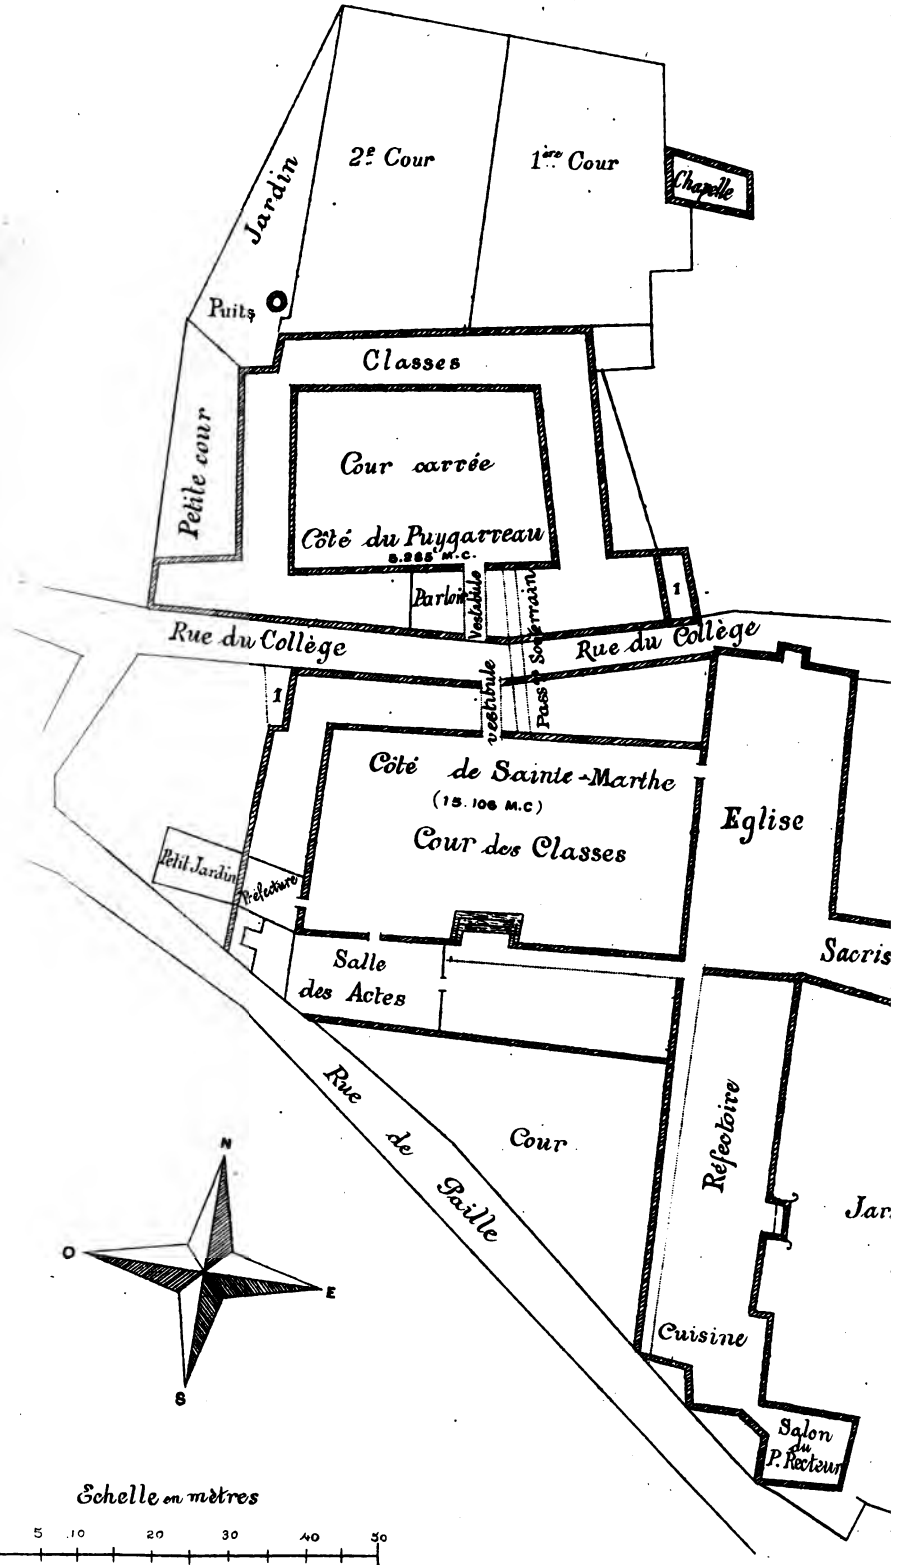 2e Cour
1ère Cour
Chapelle
Jardin
Puits
Classes
Petite cour
Cour carrée
Côté du Puygarreau
5.265 M.C.
Parloir
Vestibule
Pass. Souterrain
1
Rue du Collège
Rue du Collège
1
Vestibule
Côté de Sainte-Marthe
(15.106 M.C)
Cour des Classes
Eglise
Petit Jardin
Préfecture
Salle
des Actes
Sacris
Rue
de
Paille
Cour
Réfectoire
Jar
Cuisine
Salon
du
P. Recteur
N
O
E
S
Echelle en mètres
5 10 20 30 40 50